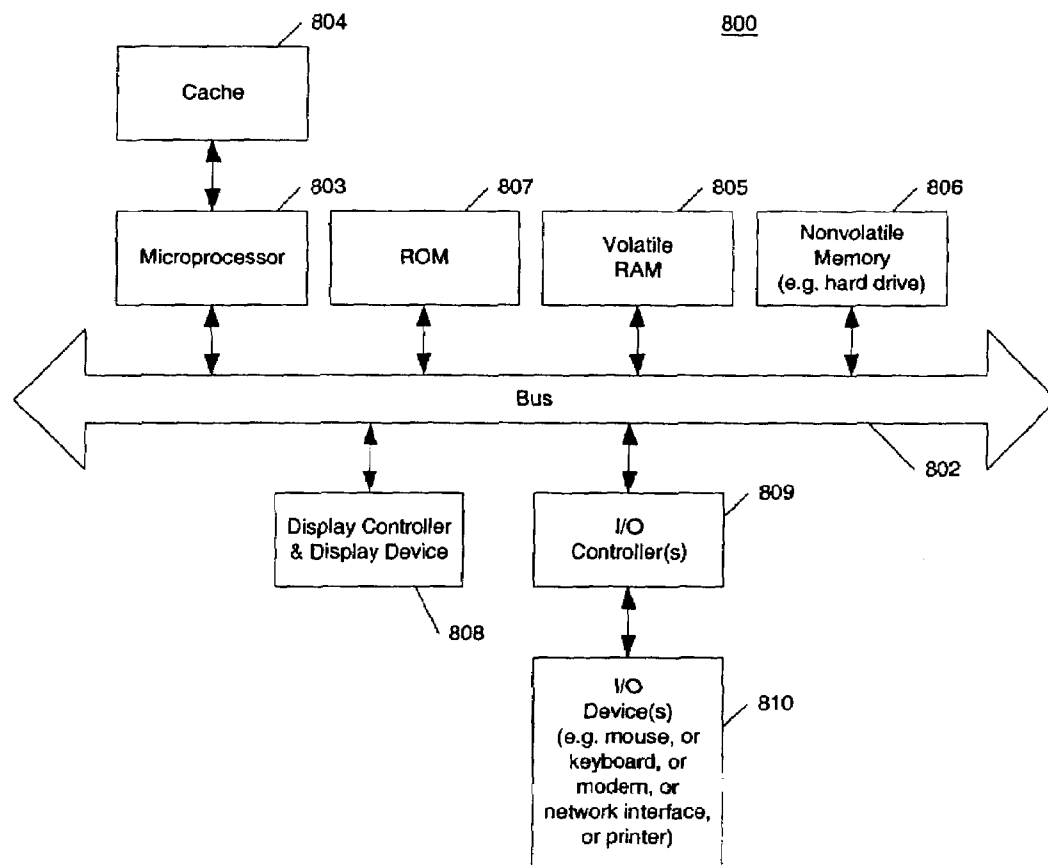 804
800
Cache
803
807
805
806
Microprocessor
ROM
Volatile
RAM
Nonvolatile
Memory
(e.g. hard drive)
Bus
802
809
Display Controller
& Display Device
I/O
Controller(s)
808
810
I/O
Device(s)
(e.g. mouse, or
keyboard, or
modem, or
network interface,
or printer)